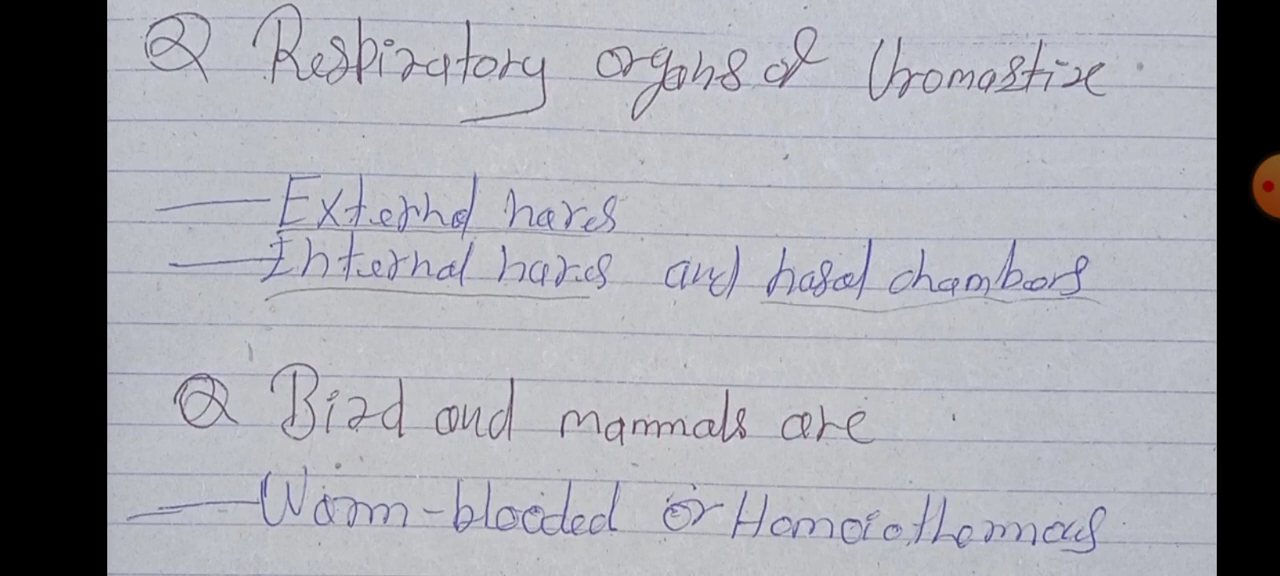 Q Respiratory organs of Uromastix
— External nares
— Internal nares and nasal chambers
Q Bird and mammals are
— Warm-blooded or Homoiothermous